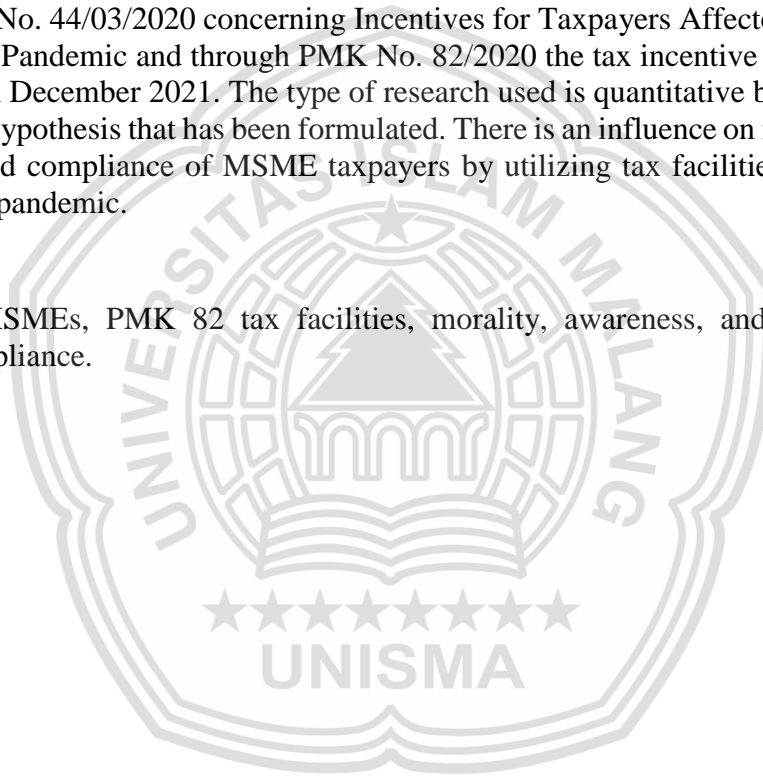 No. 44/03/2020 concerning Incentives for Taxpayers Affecte
Pandemic and through PMK No. 82/2020 the tax incentive
December 2021. The type of research used is quantitative b
ypothesis that has been formulated. There is an influence on
d compliance of MSME taxpayers by utilizing tax facilitie
pandemic.
SMEs, PMK 82 tax facilities, morality, awareness, and
pliance.
UNIVERSITAS ISLAM MALANG
UNISMA